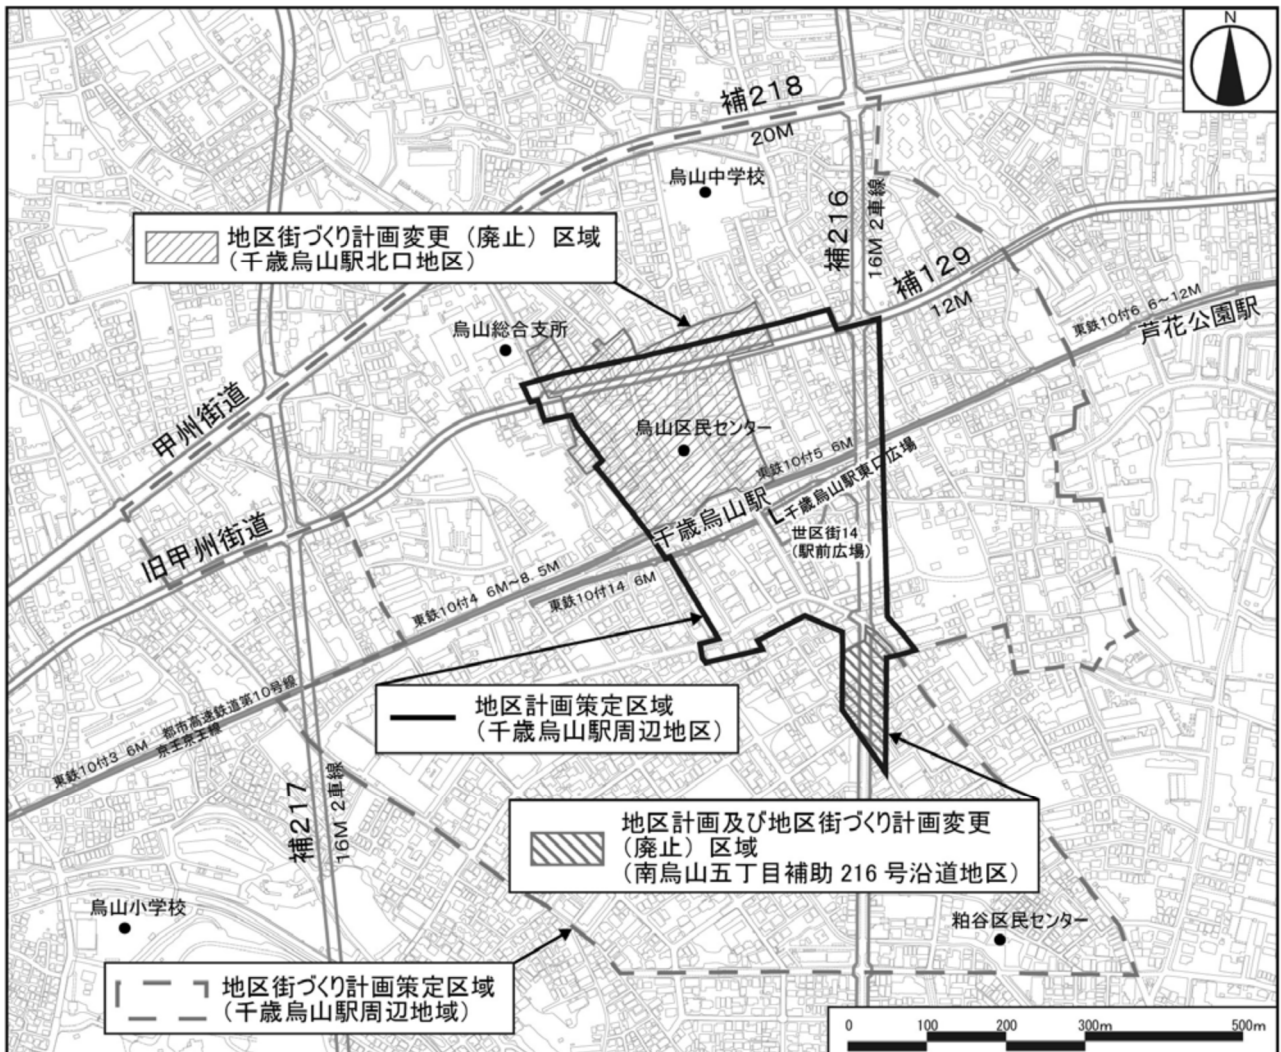 N
補218
20M
烏山中学校
地区街づくり計画変更（廃止）区域
（千歳烏山駅北口地区）
補216
16M 2車線
補129
12M
東鉄10付6 6～12M
芦花公園駅
烏山総合支所
甲州街道
烏山区民センター
東鉄10付5 6M
千歳烏山駅
千歳烏山駅東口広場
世区街14
（駅前広場）
旧甲州街道
東鉄10付4 6M～8.5M
東鉄10付14 6M
地区計画策定区域
（千歳烏山駅周辺地区）
都市高速鉄道第10号線
京王京王線
東鉄10付3 6M
補217
16M 2車線
地区計画及び地区街づくり計画変更
（廃止）区域
（南烏山五丁目補助216号沿道地区）
烏山小学校
粕谷区民センター
地区街づくり計画策定区域
（千歳烏山駅周辺地域）
0 100 200 300m 500m